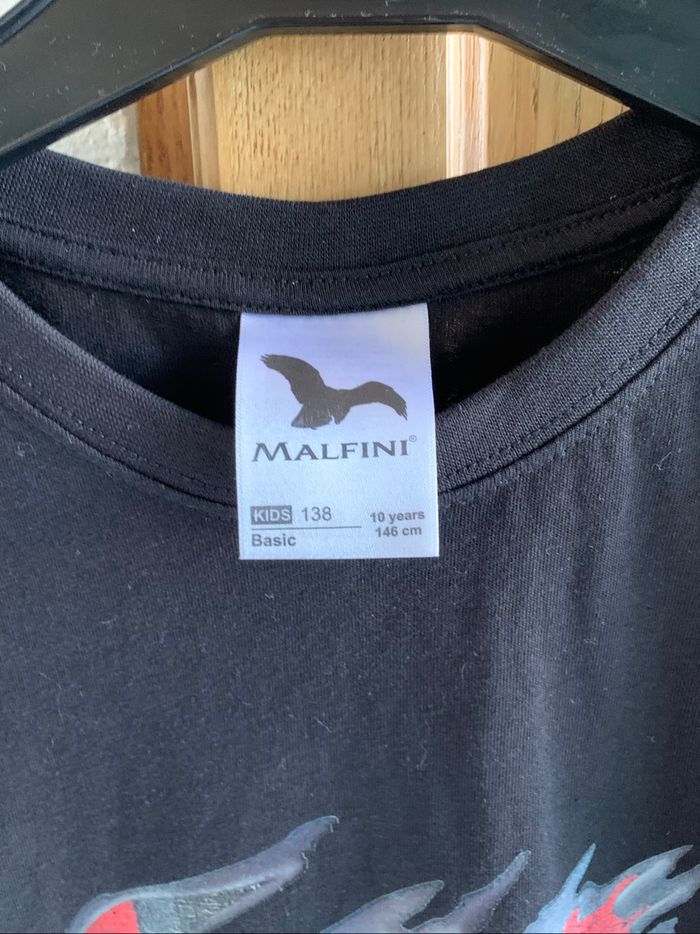 MALFINI®
KIDS 138
Basic
10 years
146 cm